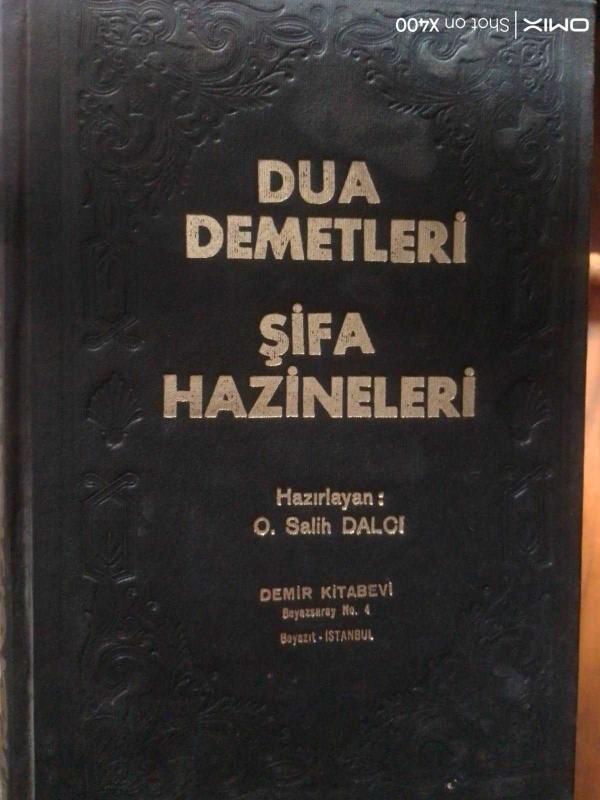 OMIX | Shot on X400
DUA
DEMETLERİ
ŞİFA
HAZİNELERİ
Hazırlayan :
O. Salih DALCI
DEMİR KİTABEVİ
Beyazsaray No. 4
Beyazıt - İSTANBUL